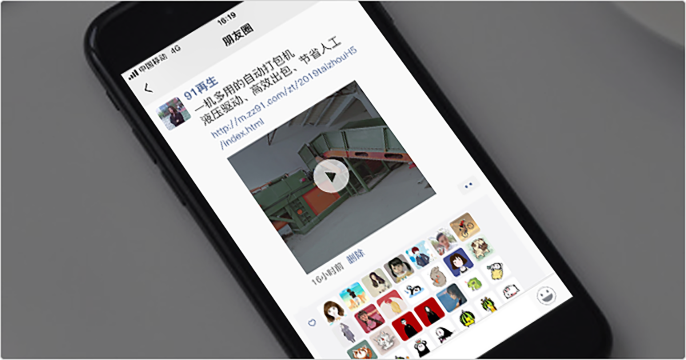 中国移动 4G
16:19
朋友圈
91再生
一机多用的自动打包机
液压驱动、高效出包、节省人工
http://m.zz91.com/zt/2019taizhouH5
/index.html
16小时前 删除